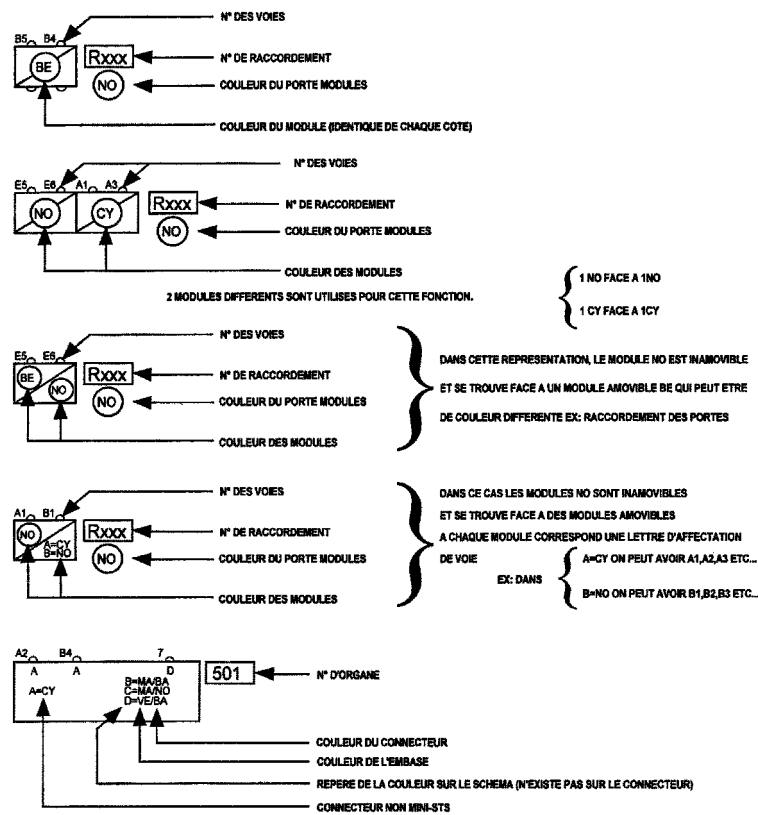 N° DES VOIES
B5 B4
BE
Rxxx
N° DE RACCORDEMENT
NO
COULEUR DU PORTE MODULES
COULEUR DU MODULE (IDENTIQUE DE CHAQUE COTE)
N° DES VOIES
E5 E6 A1 A3
NO
CY
Rxxx
N° DE RACCORDEMENT
NO
COULEUR DU PORTE MODULES
COULEUR DES MODULES
2 MODULES DIFFERENTS SONT UTILISES POUR CETTE FONCTION.
1 NO FACE A 1NO
1 CY FACE A 1CY
N° DES VOIES
E5 E6
BE
NO
Rxxx
N° DE RACCORDEMENT
NO
COULEUR DU PORTE MODULES
COULEUR DES MODULES
DANS CETTE REPRESENTATION, LE MODULE NO EST INAMOVIBLE
ET SE TROUVE FACE A UN MODULE AMOVIBLE BE QUI PEUT ETRE
DE COULEUR DIFFERENTE EX: RACCORDEMENT DES PORTES
N° DES VOIES
A1 B1
NO
A=CY
B=NO
Rxxx
N° DE RACCORDEMENT
NO
COULEUR DU PORTE MODULES
COULEUR DES MODULES
DANS CE CAS LES MODULES NO SONT INAMOVIBLES
ET SE TROUVE FACE A DES MODULES AMOVIBLES
A CHAQUE MODULE CORRESPOND UNE LETTRE D'AFFECTATION
DE VOIE
EX: DANS
A=CY ON PEUT AVOIR A1,A2,A3 ETC...
B=NO ON PEUT AVOIR B1,B2,B3 ETC...
A2 B4 7
A A D
501
N° D'ORGANE
A=CY
B=MA/BA
C=MA/NO
D=VE/BA
COULEUR DU CONNECTEUR
COULEUR DE L'EMBASE
REPERE DE LA COULEUR SUR LE SCHEMA (N'EXISTE PAS SUR LE CONNECTEUR)
CONNECTEUR NON MINI-STS